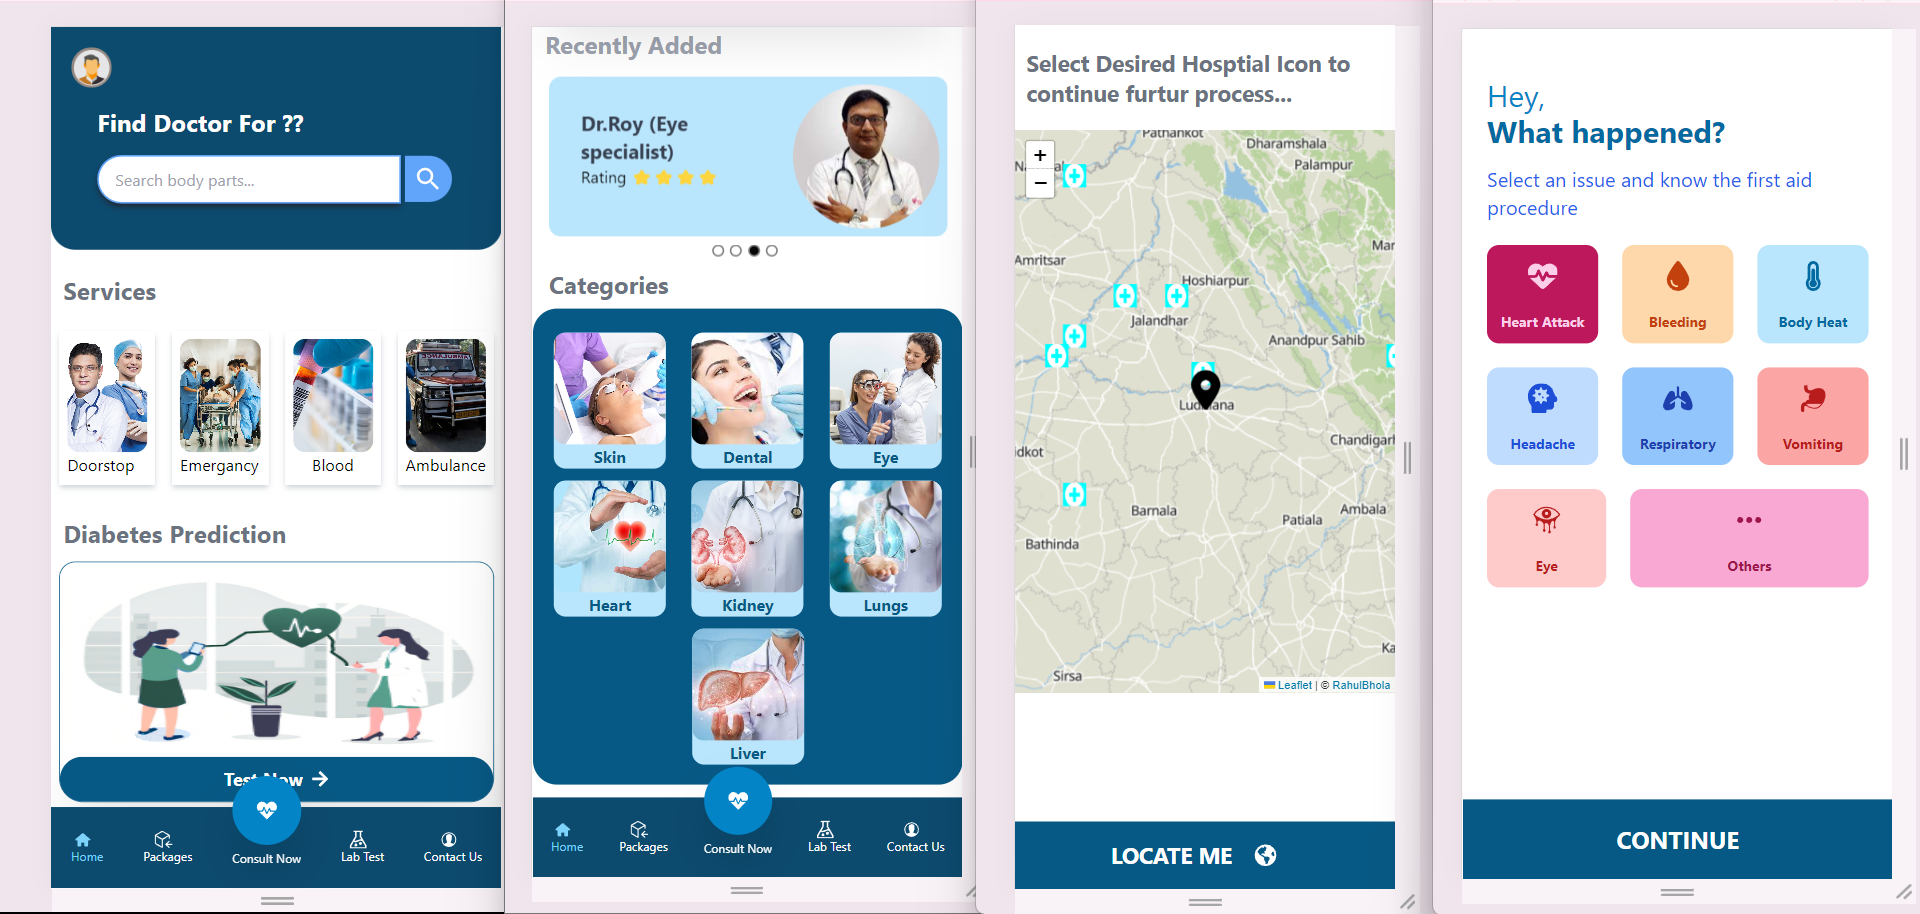 Find Doctor For ??
Search body parts...
Services
Doorstop
Emergancy
Blood
Ambulance
Diabetes Prediction
Home
Packages
Consult Now
Lab Test
Contact Us
Recently Added
Dr.Roy (Eye
specialist)
Rating
Categories
Skin
Dental
Eye
Heart
Kidney
Lungs
Liver
Home
Packages
Consult Now
Lab Test
Contact Us
Select Desired Hosptial Icon to
continue furtur process...
+
−
Pathankot
Dharamshala
Palampur
Amritsar
Hoshiarpur
Jalandhar
Anandpur Sahib
Chandigarh
Barnala
Patiala
Ambala
Bathinda
Sirsa
Leaflet | © RahulBhola
LOCATE ME
Hey,
What happened?
Select an issue and know the first aid
procedure
Heart Attack
Bleeding
Body Heat
Headache
Respiratory
Vomiting
Eye
Others
CONTINUE